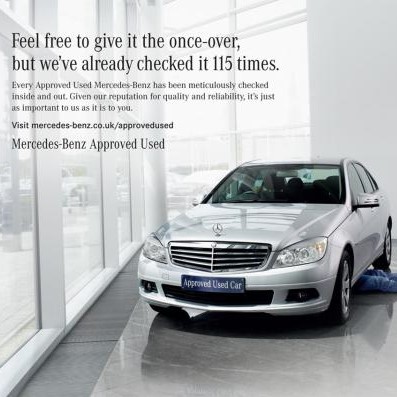 Feel free to give it the once-over,
but we've already checked it 115 times.
Every Approved Used Mercedes-Benz has been meticulously checked
inside and out. Given our reputation for quality and reliability, it's just
as important to us as it is to you.
Visit mercedes-benz.co.uk/approvedused
Mercedes-Benz Approved Used
Approved Used Car